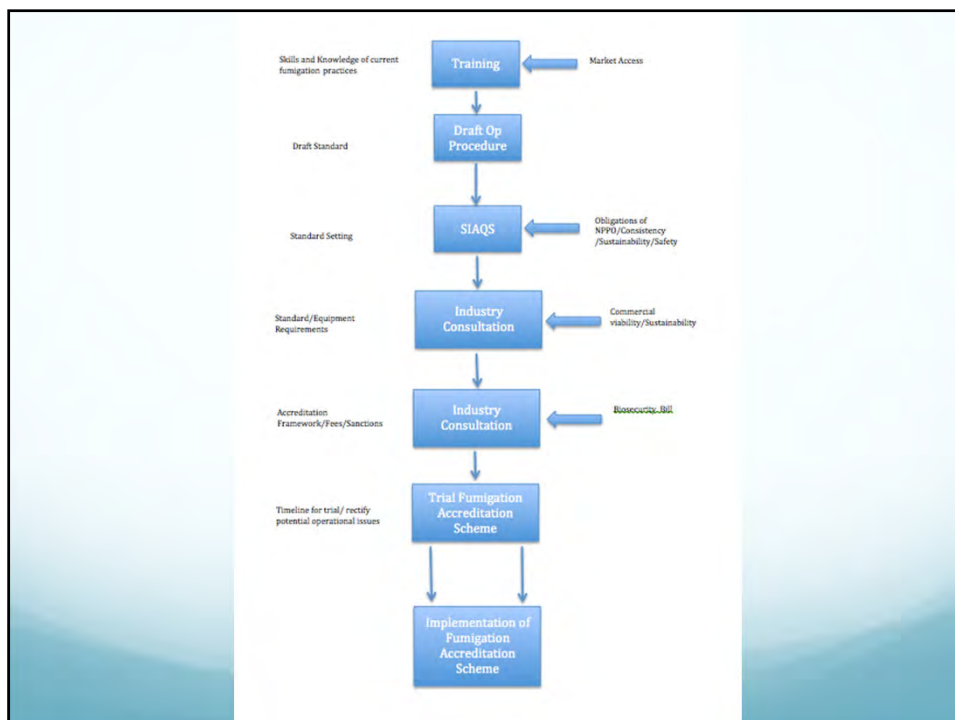 Skills and Knowledge of current
fumigation practices
Training
Market Access
Draft Op
Procedure
Draft Standard
SIAQS
Standard Setting
Obligations of
NPPO/Consistency
/Sustainability/Safety
Industry
Consultation
Standard/Equipment
Requirements
Commercial
viability/Sustainability
Industry
Consultation
Accreditation
Framework/Fees/Sanctions
Biosecurity. Bill
Trial Fumigation
Accreditation
Scheme
Timeline for trial/ rectify
potential operational issues
Implementation of
Fumigation
Accreditation
Scheme